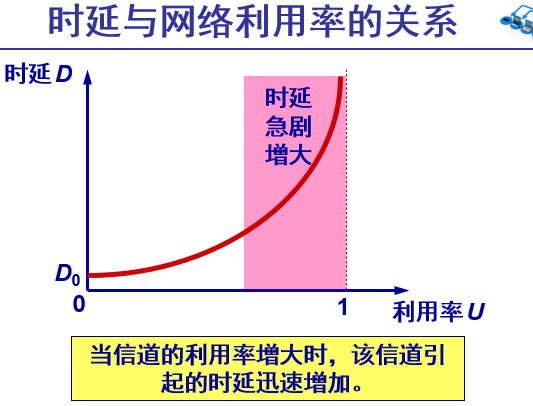 时延与网络利用率的关系
时延 D
时延
急剧
增大
D0
0
1
利用率 U
当信道的利用率增大时，该信道引
起的时延迅速增加。